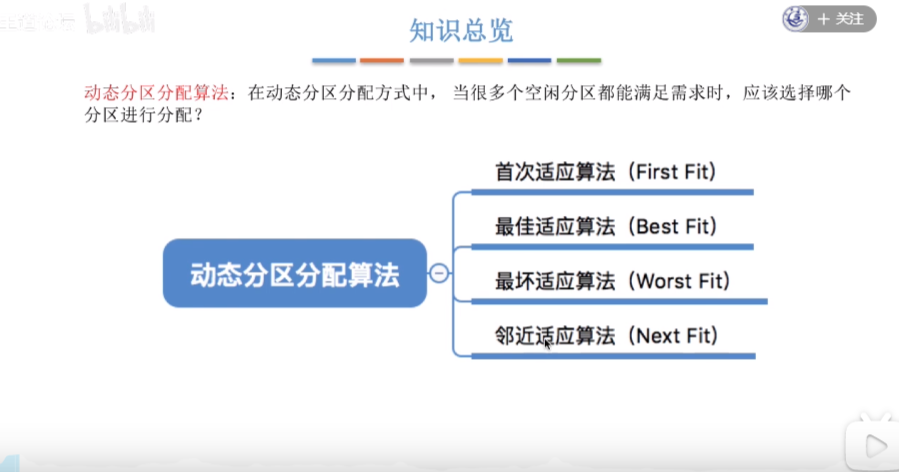 知识总览
+ 关注
动态分区分配算法：在动态分区分配方式中， 当很多个空闲分区都能满足需求时，应该选择哪个
分区进行分配？
动态分区分配算法
首次适应算法（First Fit）
最佳适应算法（Best Fit）
最坏适应算法（Worst Fit）
邻近适应算法（Next Fit）